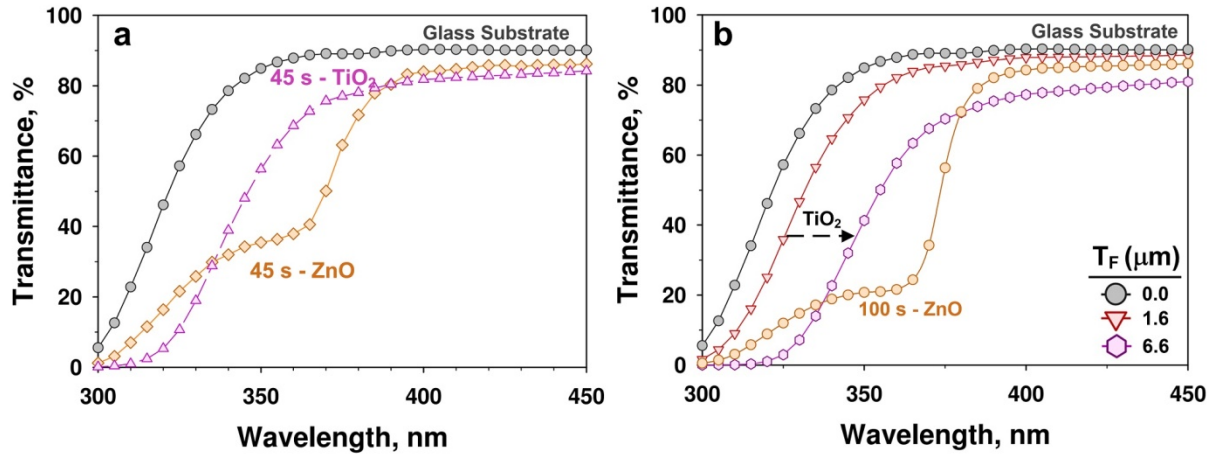 a
Glass Substrate
45 s - TiO₂
45 s - ZnO
Transmittance, %
100
80
60
40
20
0
300
350
400
450
Wavelength, nm
b
Glass Substrate
TiO₂
100 s - ZnO
T_F (μm)
0.0
1.6
6.6
Transmittance, %
100
80
60
40
20
0
300
350
400
450
Wavelength, nm